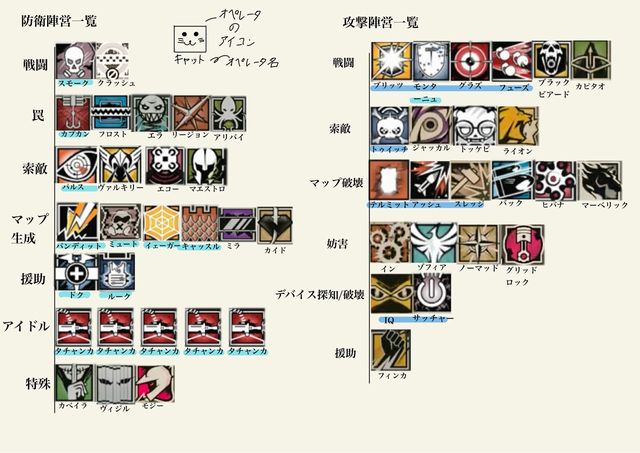 防衛陣営一覧
オペレータ
の
アイコン
キャット
オペレータ名
戦闘
スモーク クラッシュ
罠
カプカン フロスト エラ リージョン アリバイ
索敵
パルス ヴァルキリー エコー マエストロ
マップ
生成
バンディット ミュート イェーガー キャッスル ミラ カイド
援助
ドク ルーク
アイドル
タチャンカ タチャンカ タチャンカ タチャンカ タチャンカ
特殊
カベイラ ヴィジル モジー
攻撃陣営一覧
戦闘
ブリッツ モンタ グラズ フューズ ブラック カピタオ
ーニュ ビアード
索敵
トゥイッチ ジャッカル ドッケビ ライオン
マップ破壊
テルミット アッシュ スレッジ バック ヒバナ マーベリック
妨害
イン ゾフィア ノーマッド グリッド
ロック
デバイス探知/破壊
IQ サッチャー
援助
フィンカ